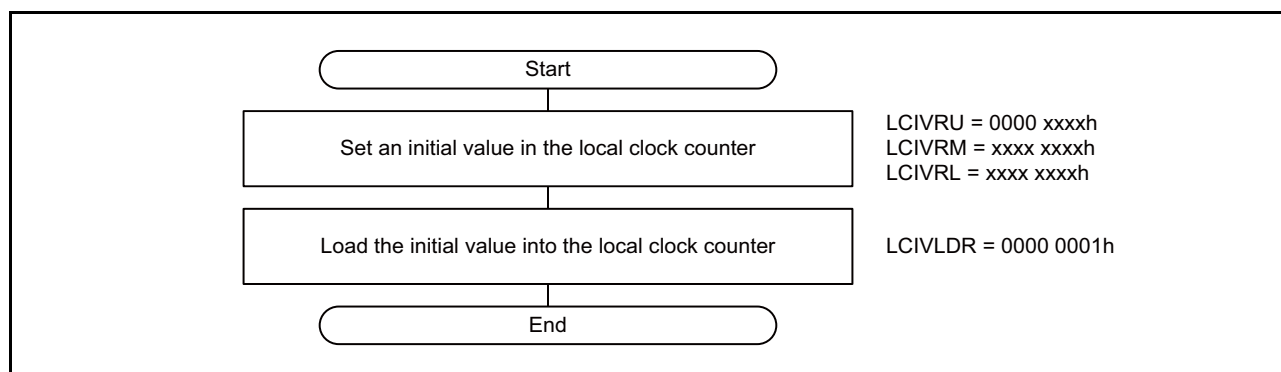 Start
Set an initial value in the local clock counter
LCIVRU = 0000 xxxxh
LCIVRM = xxxx xxxxh
LCIVRL = xxxx xxxxh
Load the initial value into the local clock counter
LCIVLDR = 0000 0001h
End